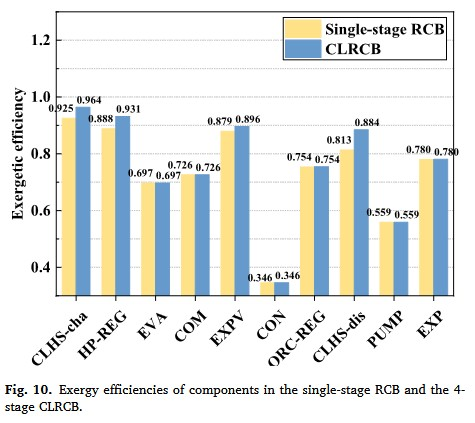 1.2
1.0
0.8
0.6
0.4
Exergetic efficiency
Single-stage RCB
CLRCB
0.925 0.964
0.888 0.931
0.697 0.697
0.726 0.726
0.879 0.896
0.346 0.346
0.754 0.754
0.813 0.884
0.559 0.559
0.780 0.780
CLHS-cha
HP-REG
EVA
COM
EXPV
CON
ORC-REG
CLHS-dis
PUMP
EXP
Fig. 10. Exergy efficiencies of components in the single-stage RCB and the 4-
stage CLRCB.